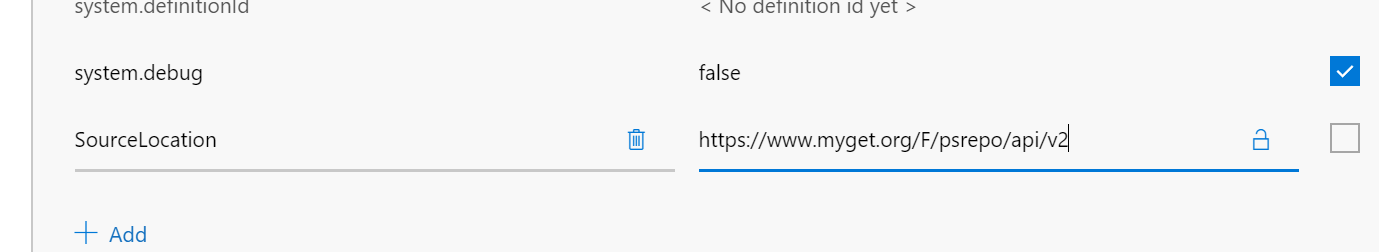 system.definitionId < No definition id yet >
system.debug false
SourceLocation https://www.myget.org/F/psrepo/api/v2
Add